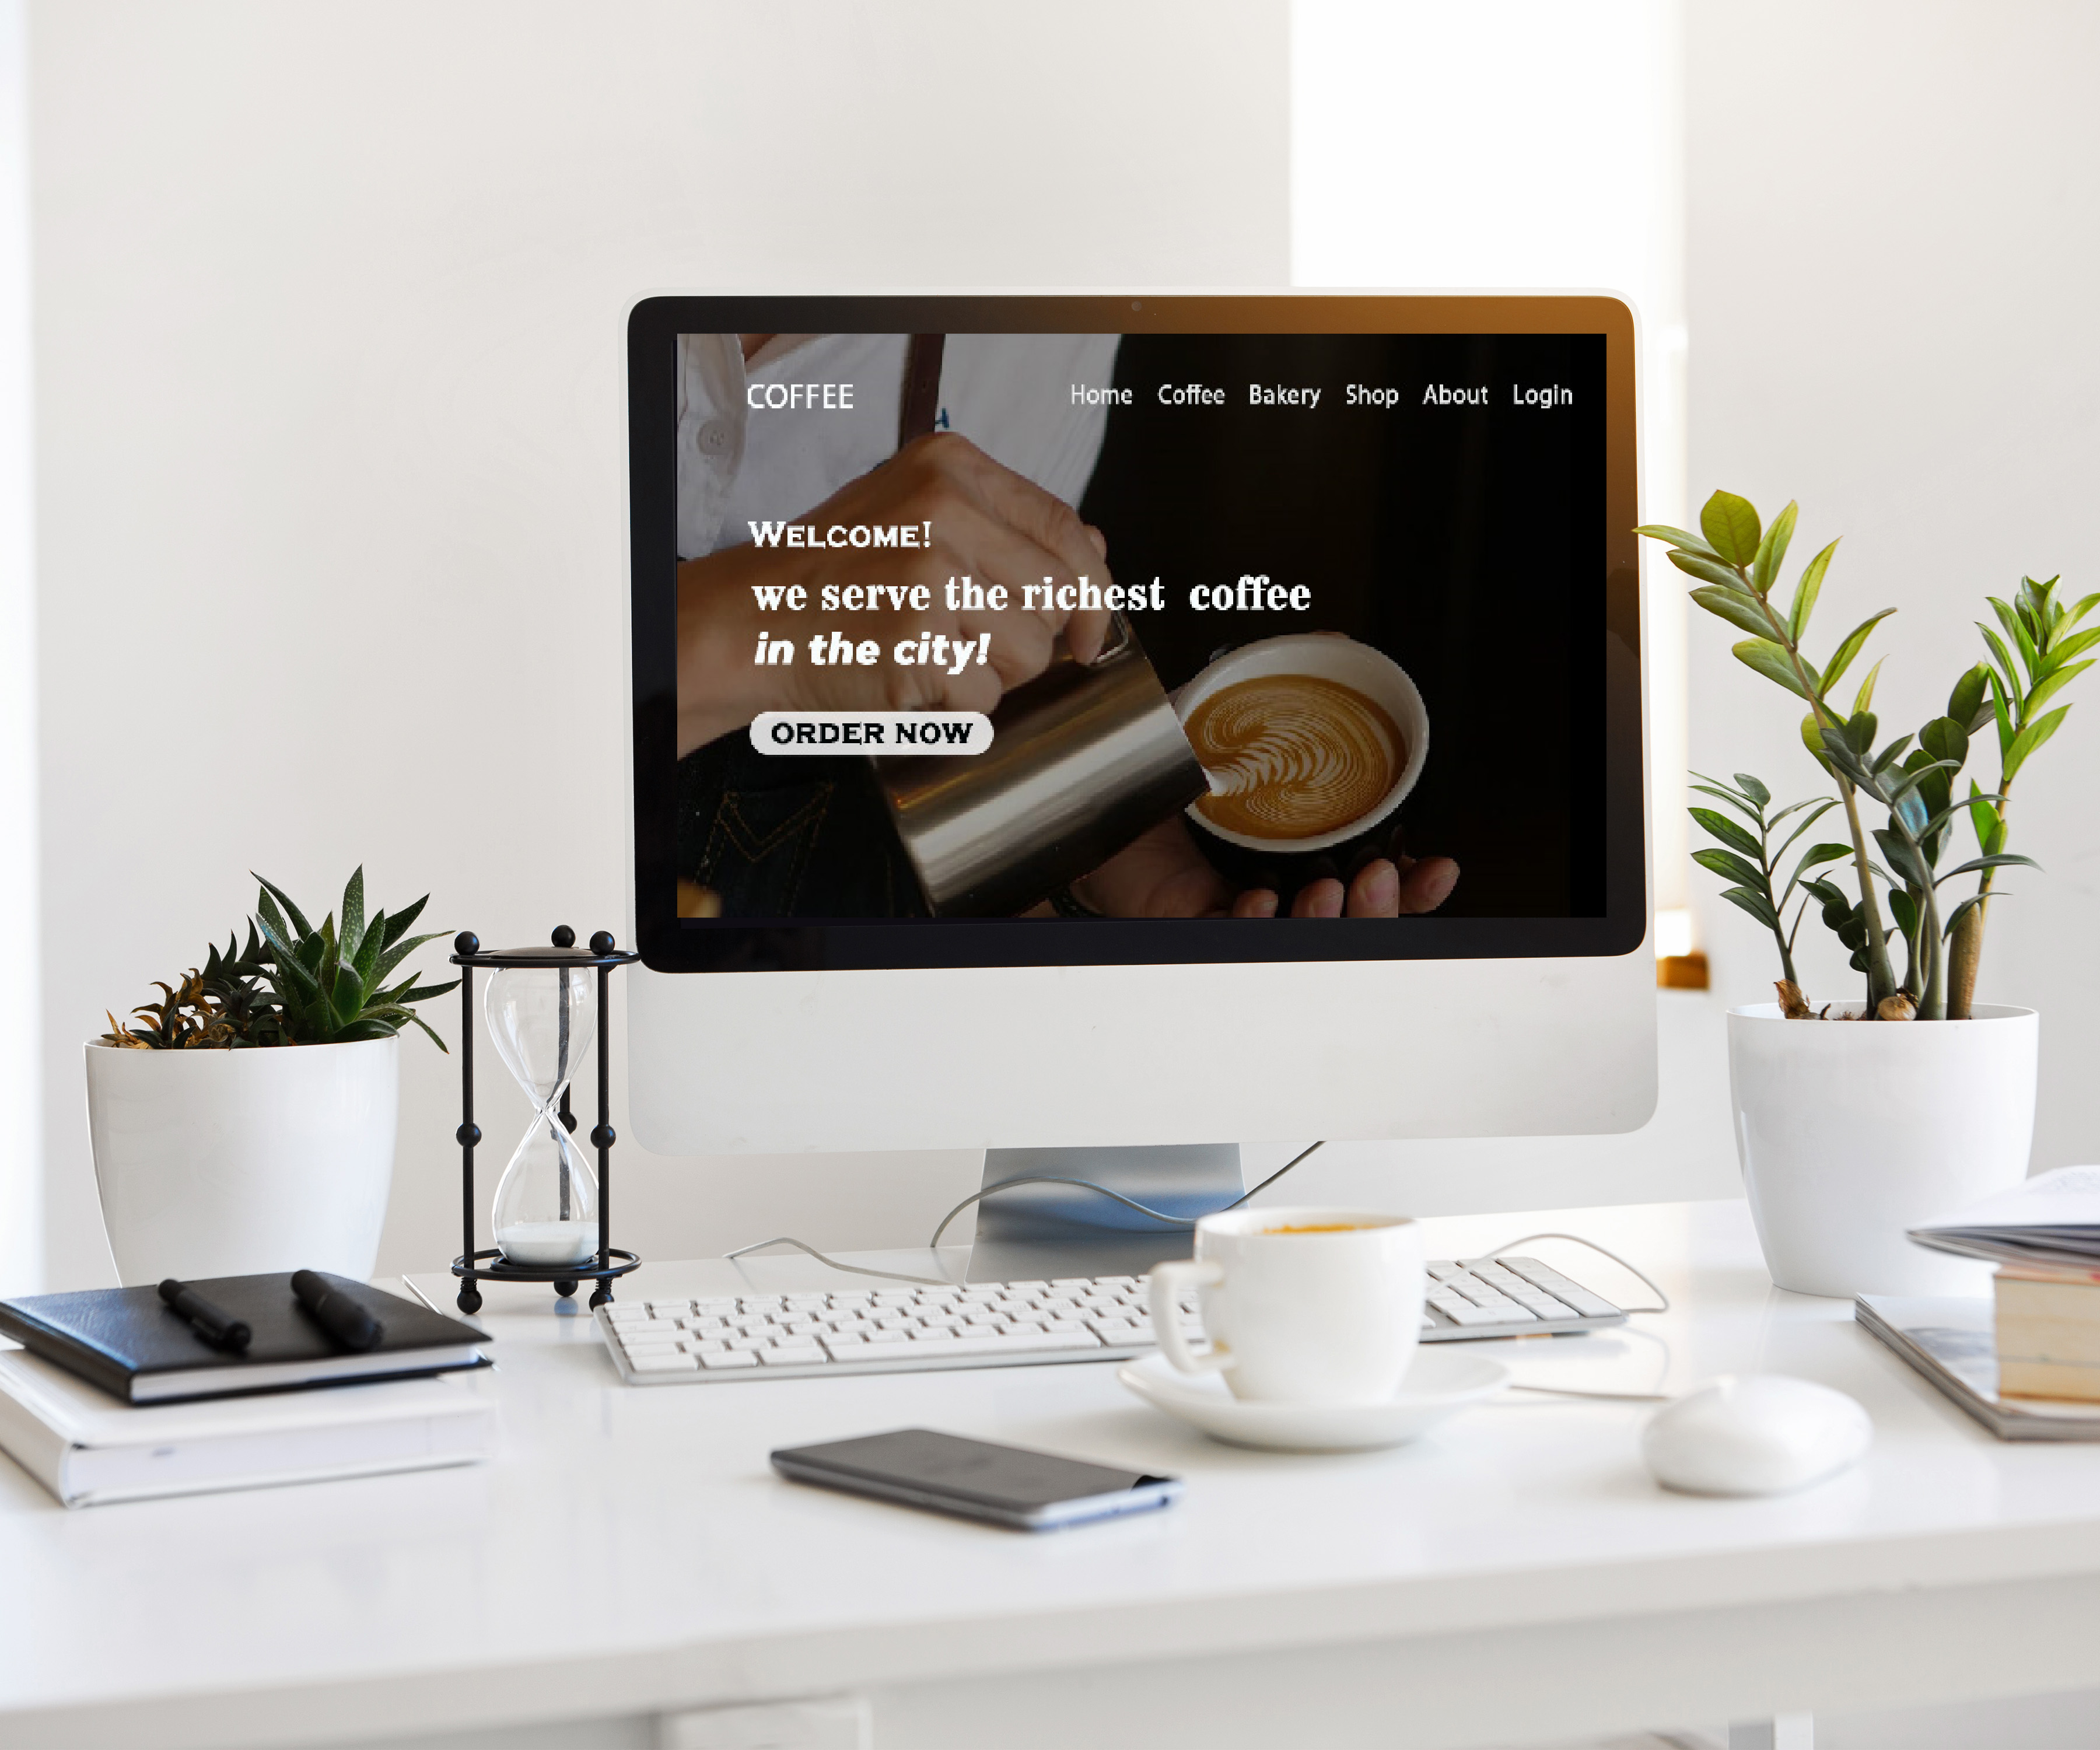 COFFEE Home Coffee Bakery Shop About Login
WELCOME!
we serve the richest coffee
in the city!
ORDER NOW